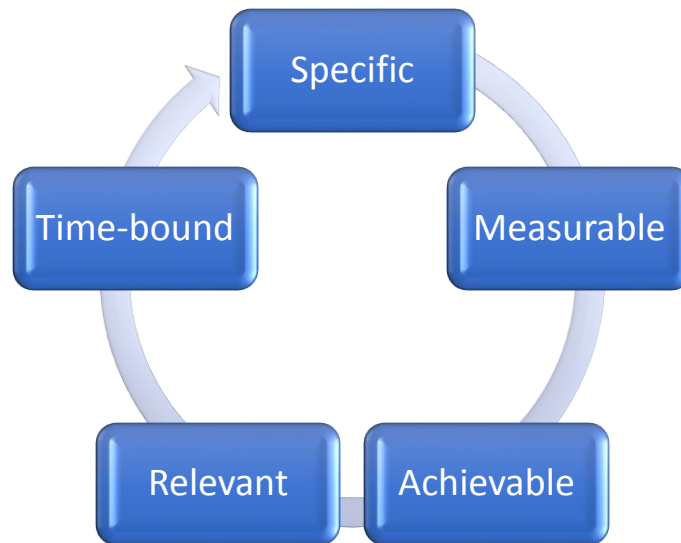 Specific
Measurable
Achievable
Relevant
Time-bound